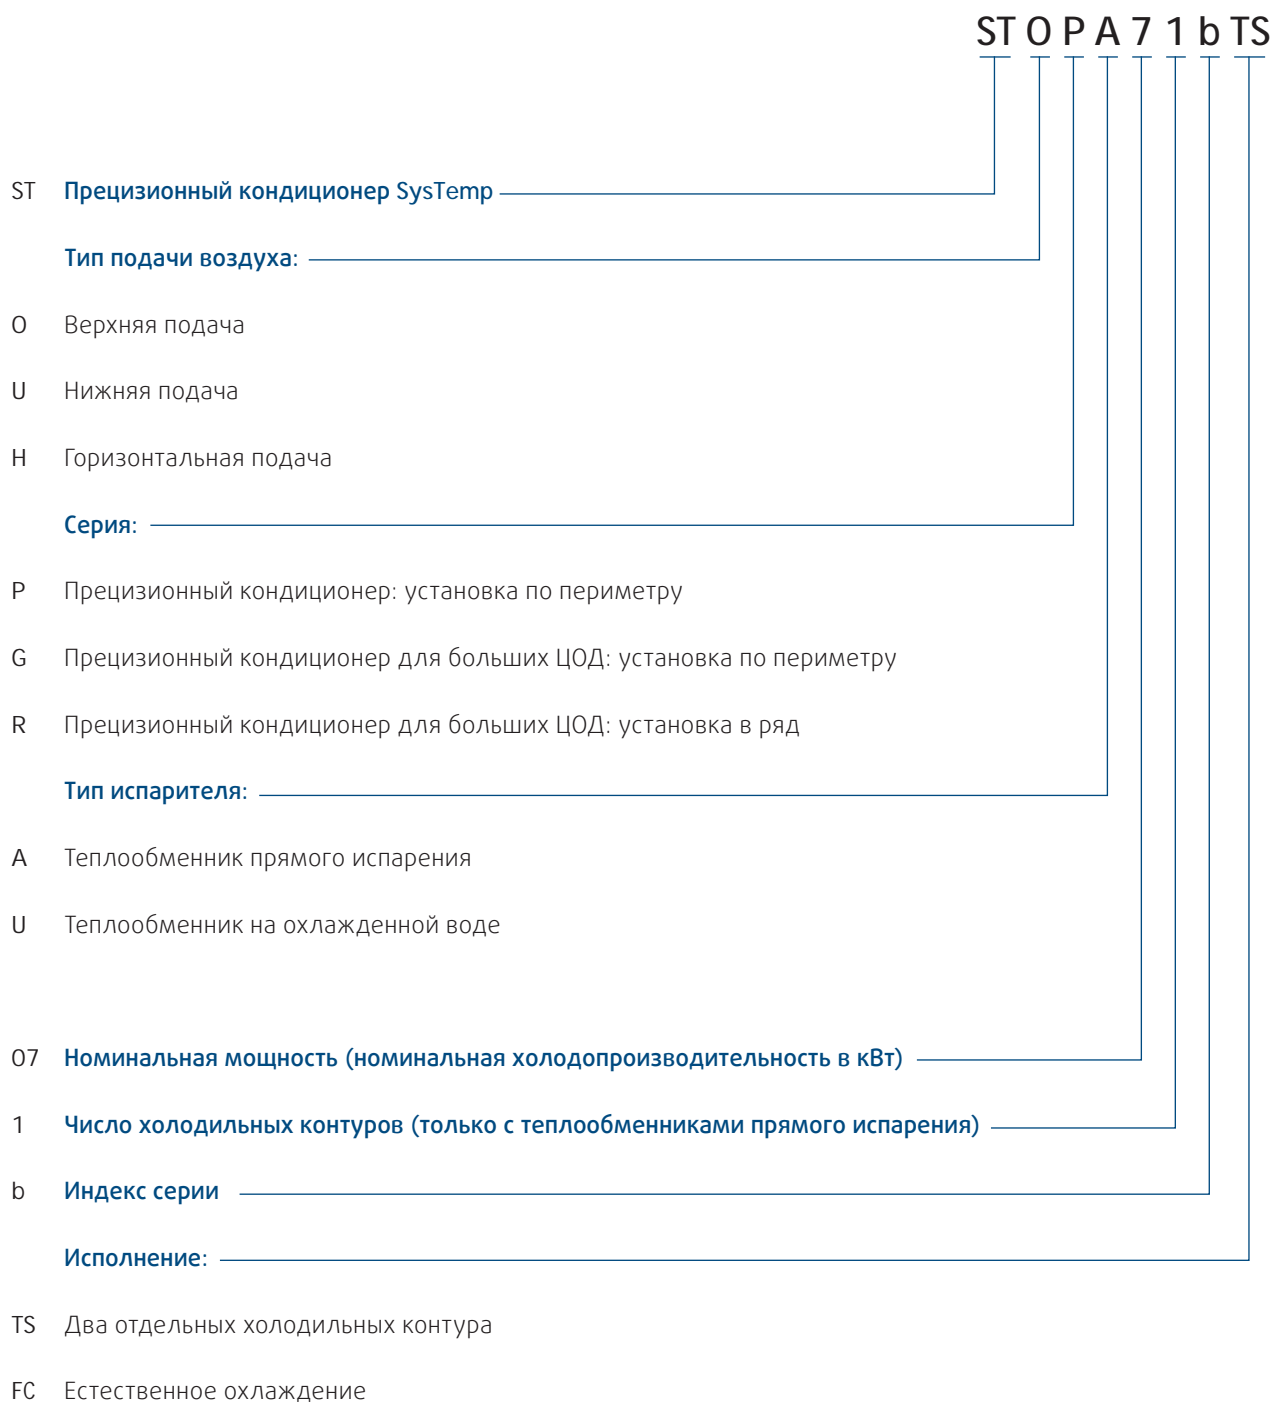 ST O P A 7 1 b TS
ST Прецизионный кондиционер SysTemp
Тип подачи воздуха:
O Верхняя подача
U Нижняя подача
H Горизонтальная подача
Серия:
P Прецизионный кондиционер: установка по периметру
G Прецизионный кондиционер для больших ЦОД: установка по периметру
R Прецизионный кондиционер для больших ЦОД: установка в ряд
Тип испарителя:
A Теплообменник прямого испарения
U Теплообменник на охлажденной воде
07 Номинальная мощность (номинальная холодопроизводительность в кВт)
1 Число холодильных контуров (только с теплообменниками прямого испарения)
b Индекс серии
Исполнение:
TS Два отдельных холодильных контура
FC Естественное охлаждение